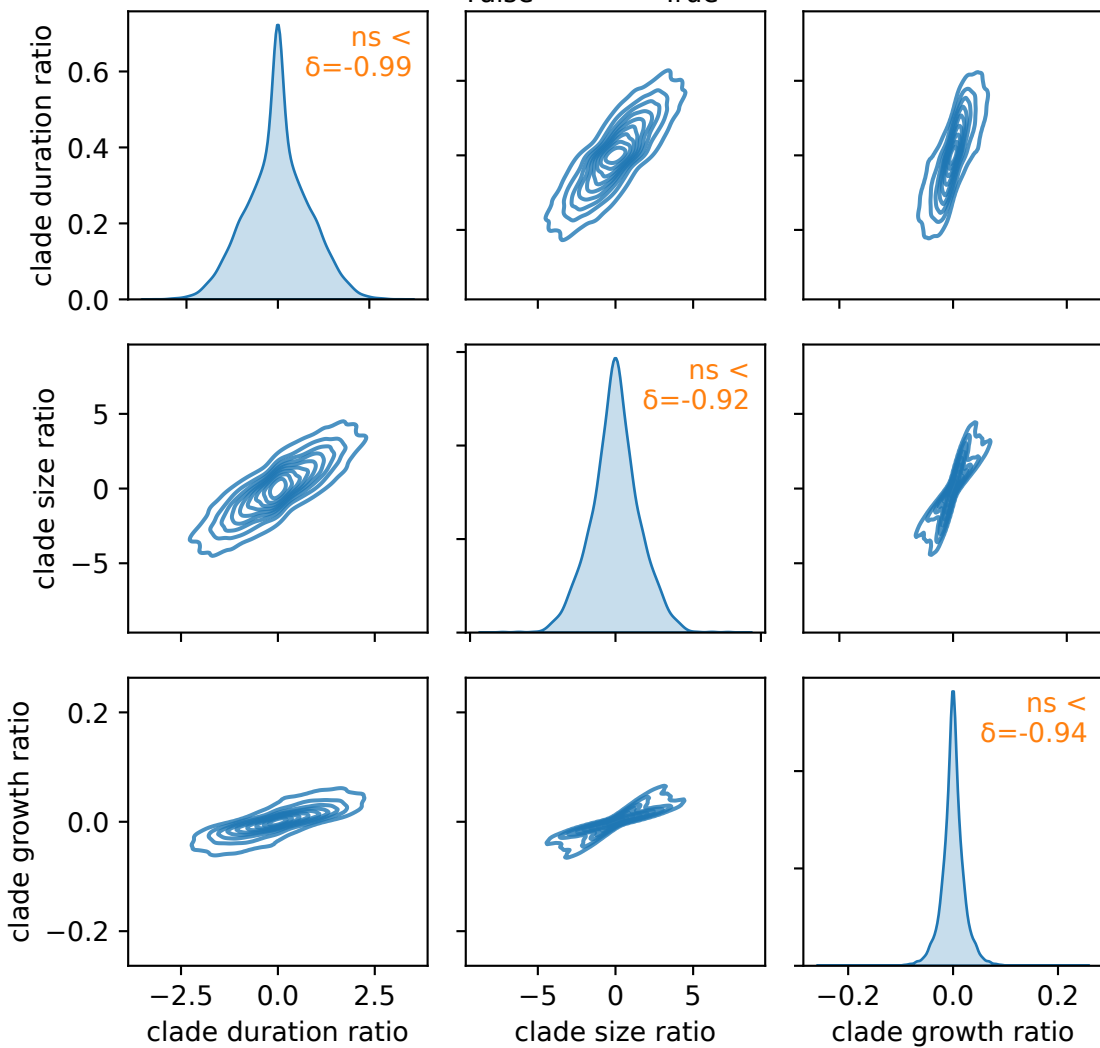 clade duration ratio
0.6
0.4
0.2
0.0
ns <
δ=-0.99
clade size ratio
5
0
−5
ns <
δ=-0.92
clade growth ratio
0.2
0.0
−0.2
ns <
δ=-0.94
−2.5 0.0 2.5
−5 0 5
−0.2 0.0 0.2
clade duration ratio
clade size ratio
clade growth ratio